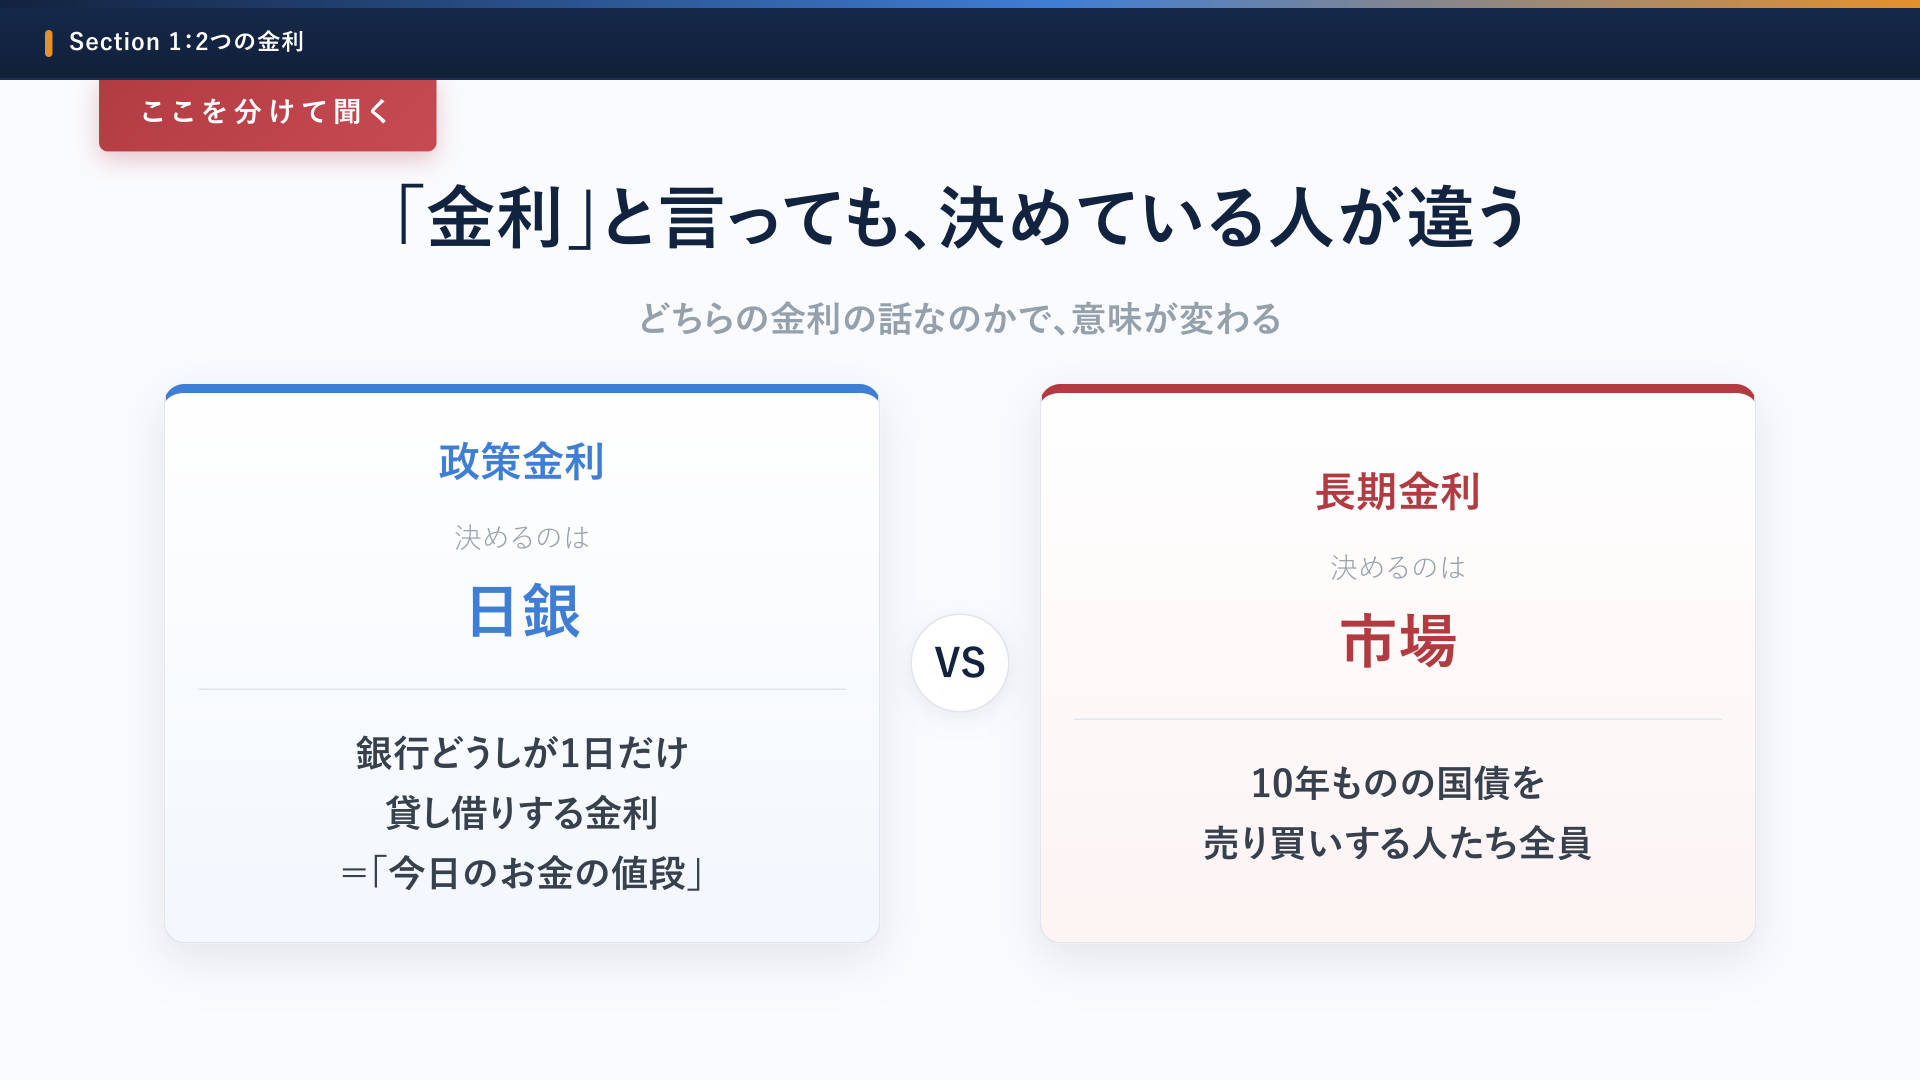 Section 1：2つの金利
ここを分けて聞く
「金利」と言っても、決めている人が違う
どちらの金利の話なのかで、意味が変わる
政策金利
決めるのは
日銀
銀行どうしが1日だけ
貸し借りする金利
＝「今日のお金の値段」
VS
長期金利
決めるのは
市場
10年ものの国債を
売り買いする人たち全員